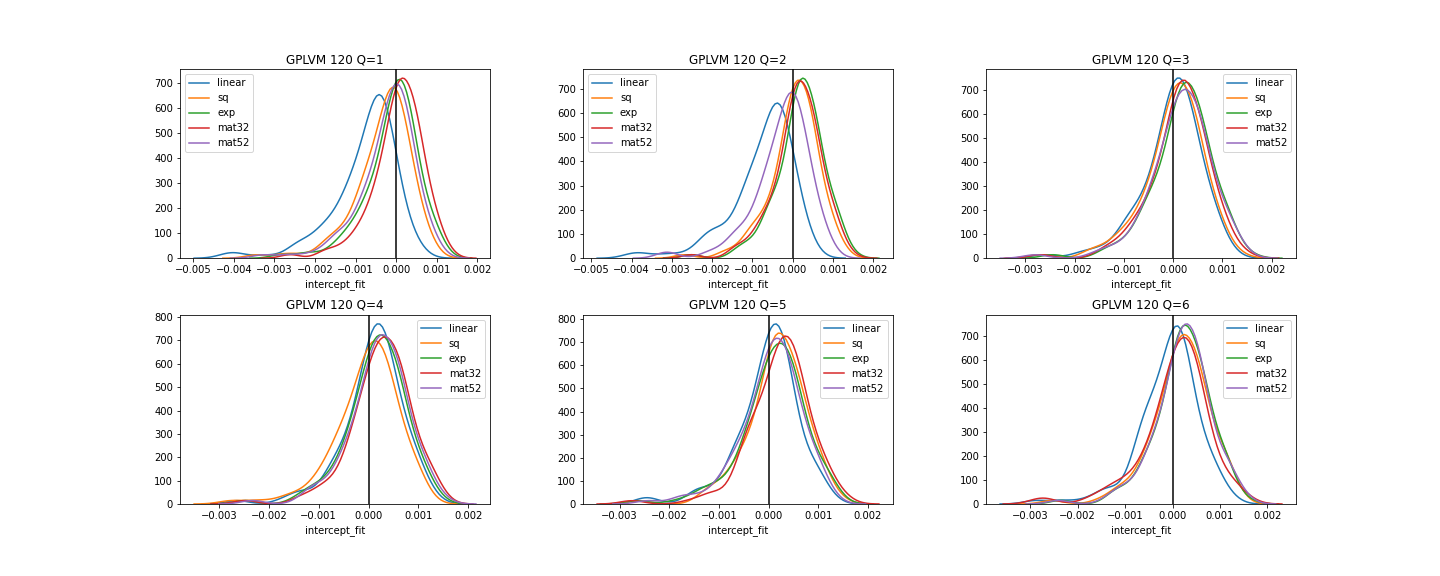 GPLVM 120 Q=1
700
600
500
400
300
200
100
0
linear
sq
exp
mat32
mat52
−0.005 −0.004 −0.003 −0.002 −0.001 0.000 0.001 0.002
intercept_fit
GPLVM 120 Q=2
700
600
500
400
300
200
100
0
linear
sq
exp
mat32
mat52
−0.005 −0.004 −0.003 −0.002 −0.001 0.000 0.001 0.002
intercept_fit
GPLVM 120 Q=3
700
600
500
400
300
200
100
0
linear
sq
exp
mat32
mat52
−0.003 −0.002 −0.001 0.000 0.001 0.002
intercept_fit
GPLVM 120 Q=4
800
700
600
500
400
300
200
100
0
linear
sq
exp
mat32
mat52
−0.003 −0.002 −0.001 0.000 0.001 0.002
intercept_fit
GPLVM 120 Q=5
800
700
600
500
400
300
200
100
0
linear
sq
exp
mat32
mat52
−0.003 −0.002 −0.001 0.000 0.001 0.002
intercept_fit
GPLVM 120 Q=6
700
600
500
400
300
200
100
0
linear
sq
exp
mat32
mat52
−0.003 −0.002 −0.001 0.000 0.001 0.002
intercept_fit